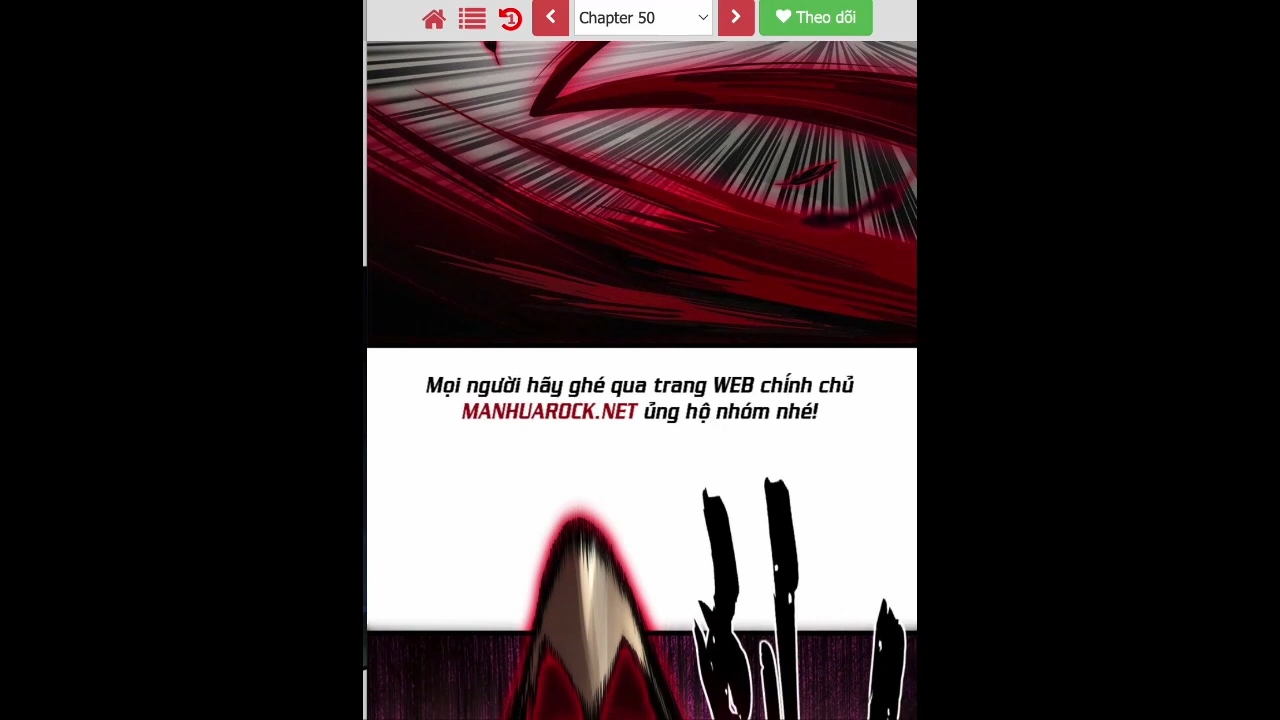 1 Chapter 50 Theo dõi
Mọi người hãy ghé qua trang WEB chính chủ
MANHUAROCK.NET ủng hộ nhóm nhé!